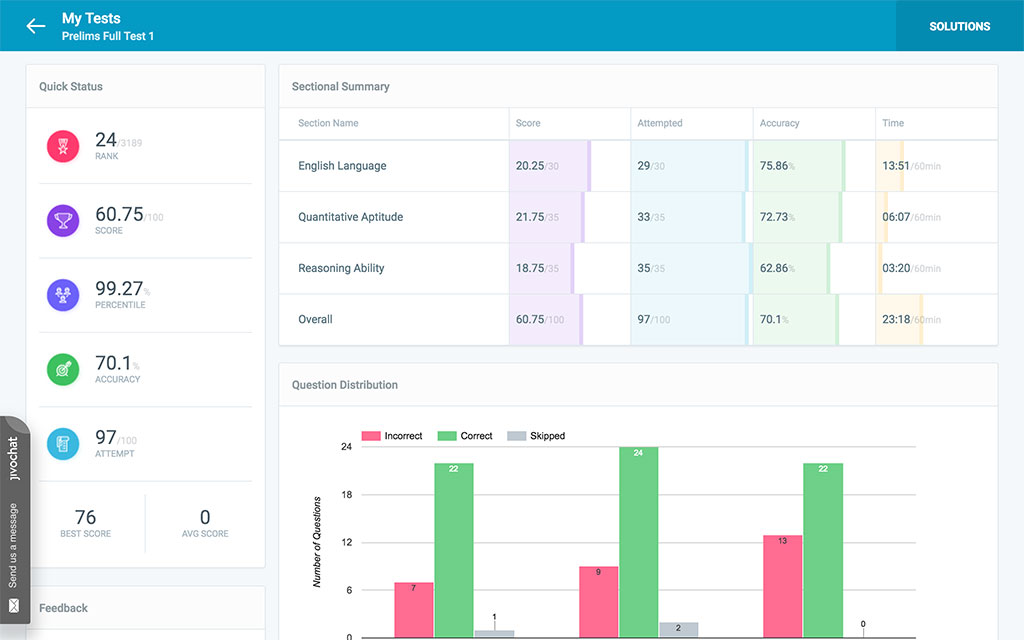 My Tests
Prelims Full Test 1
SOLUTIONS
Quick Status
24/3189
RANK
60.75/100
SCORE
99.27%
PERCENTILE
70.1%
ACCURACY
97/100
ATTEMPT
76
BEST SCORE
0
AVG SCORE
Feedback
Sectional Summary
Section Name Score Attempted Accuracy Time
English Language 20.25/30 29/30 75.86% 13:51/60min
Quantitative Aptitude 21.75/35 33/35 72.73% 06:07/60min
Reasoning Ability 18.75/35 35/35 62.86% 03:20/60min
Overall 60.75/100 97/100 70.1% 23:18/60min
Question Distribution
Incorrect Correct Skipped
Number of Questions
24
18
12
6
0
7 22 1
9 24 2
13 22 0
jivochat
Send us a message